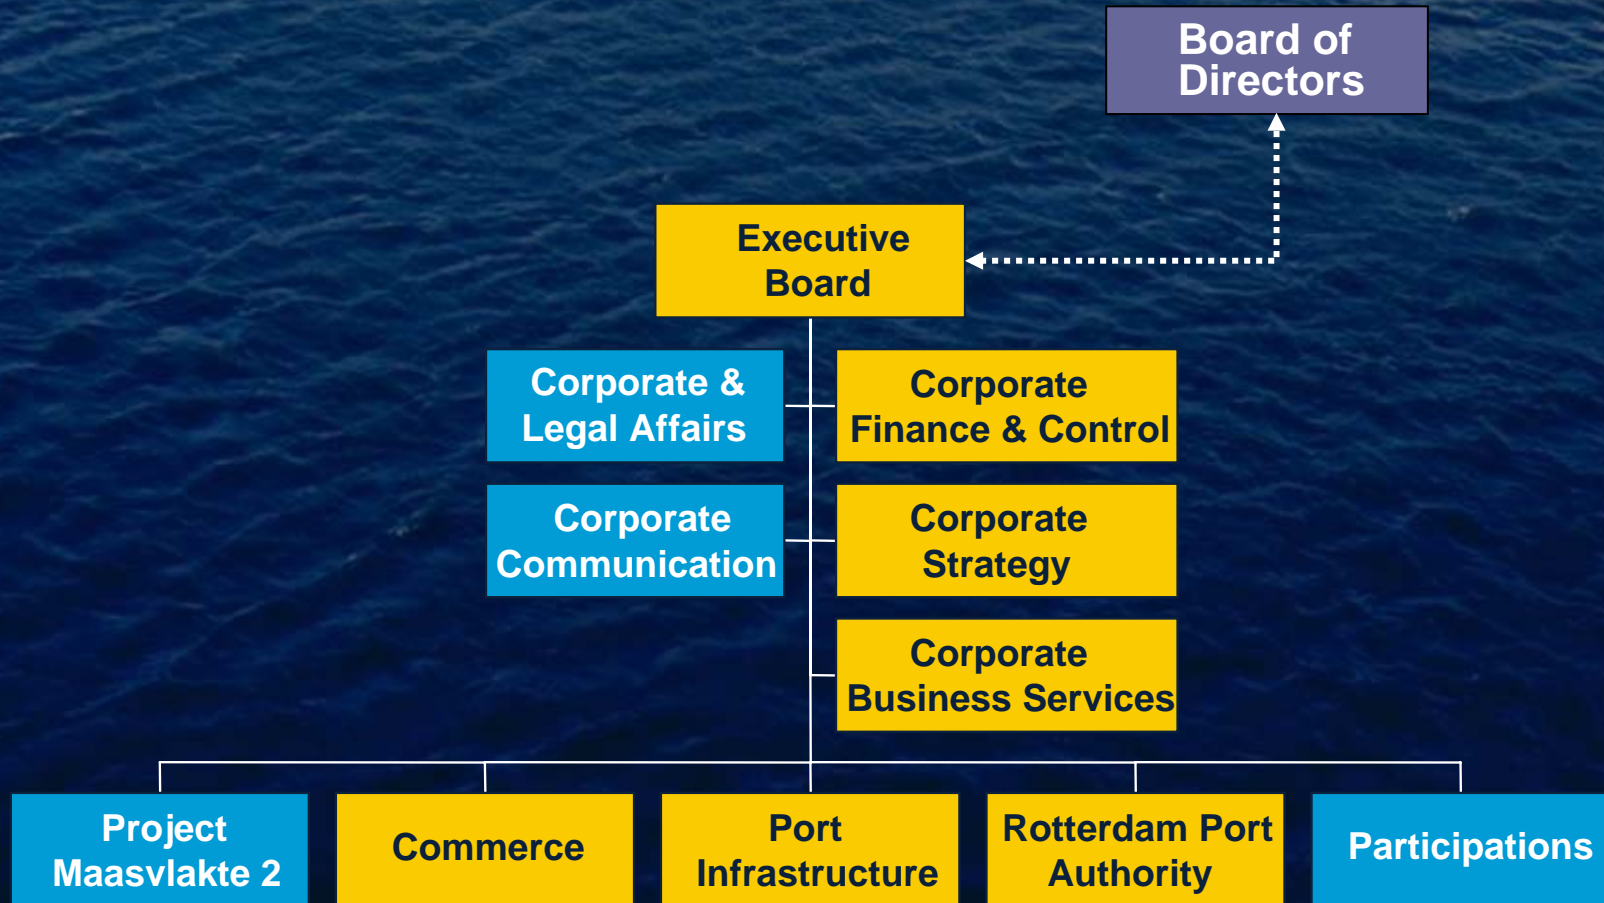 Board of
Directors
Executive
Board
Corporate &
Legal Affairs
Corporate
Finance & Control
Corporate
Communication
Corporate
Strategy
Corporate
Business Services
Project
Maasvlakte 2
Commerce
Port
Infrastructure
Rotterdam Port
Authority
Participations